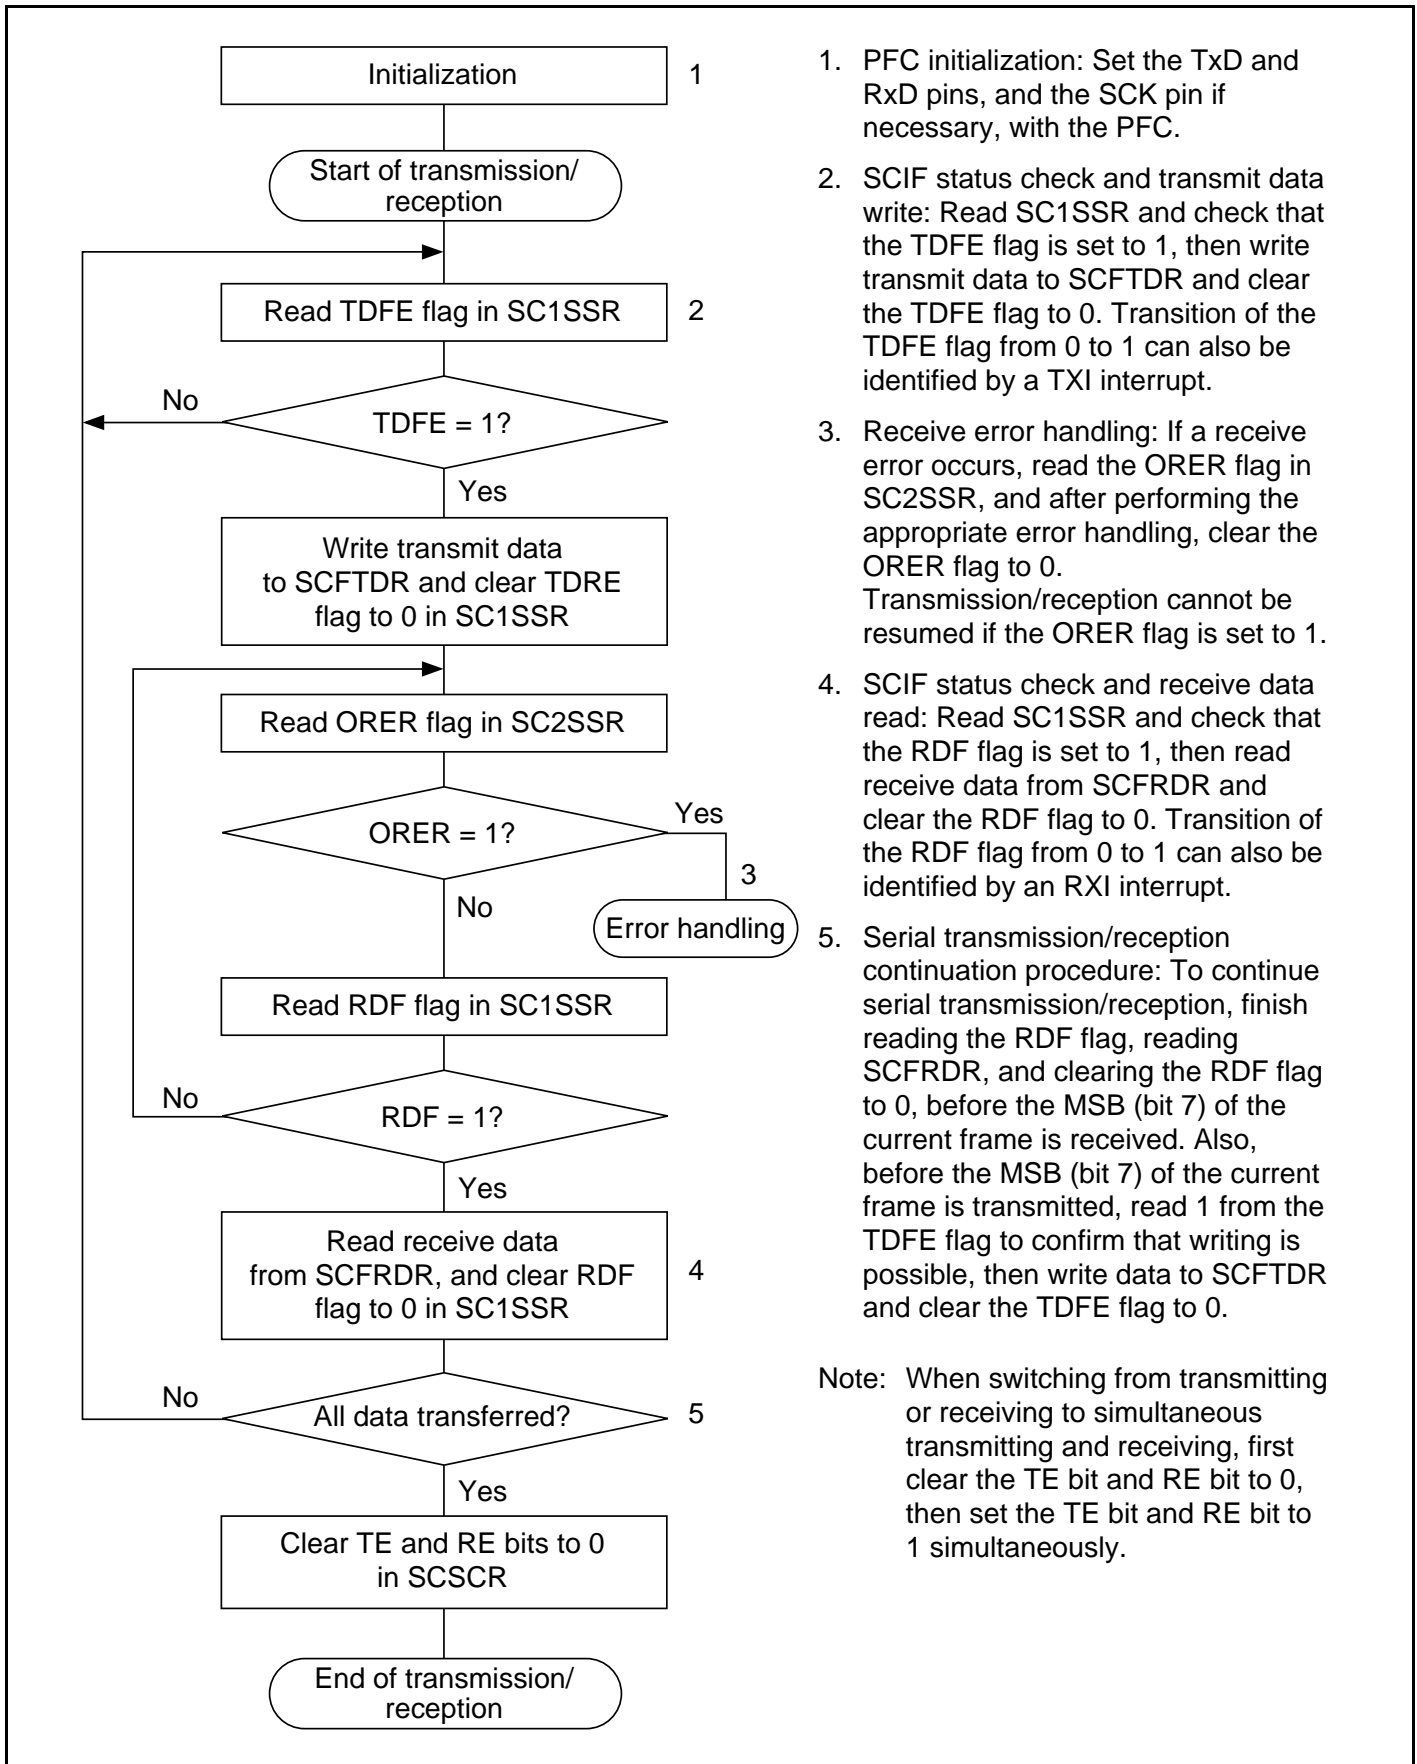 Initialization
1
Start of transmission/
reception
Read TDFE flag in SC1SSR
2
No
TDFE = 1?
Yes
Write transmit data
to SCFTDR and clear TDRE
flag to 0 in SC1SSR
Read ORER flag in SC2SSR
Yes
ORER = 1?
3
No
Error handling
Read RDF flag in SC1SSR
No
RDF = 1?
Yes
Read receive data
from SCFRDR, and clear RDF
flag to 0 in SC1SSR
4
No
All data transferred?
5
Yes
Clear TE and RE bits to 0
in SCSCR
End of transmission/
reception
1. PFC initialization: Set the TxD and
RxD pins, and the SCK pin if
necessary, with the PFC.
2. SCIF status check and transmit data
write: Read SC1SSR and check that
the TDFE flag is set to 1, then write
transmit data to SCFTDR and clear
the TDFE flag to 0. Transition of the
TDFE flag from 0 to 1 can also be
identified by a TXI interrupt.
3. Receive error handling: If a receive
error occurs, read the ORER flag in
SC2SSR, and after performing the
appropriate error handling, clear the
ORER flag to 0.
Transmission/reception cannot be
resumed if the ORER flag is set to 1.
4. SCIF status check and receive data
read: Read SC1SSR and check that
the RDF flag is set to 1, then read
receive data from SCFRDR and
clear the RDF flag to 0. Transition of
the RDF flag from 0 to 1 can also be
identified by an RXI interrupt.
5. Serial transmission/reception
continuation procedure: To continue
serial transmission/reception, finish
reading the RDF flag, reading
SCFRDR, and clearing the RDF flag
to 0, before the MSB (bit 7) of the
current frame is received. Also,
before the MSB (bit 7) of the current
frame is transmitted, read 1 from the
TDFE flag to confirm that writing is
possible, then write data to SCFTDR
and clear the TDFE flag to 0.
Note: When switching from transmitting
or receiving to simultaneous
transmitting and receiving, first
clear the TE bit and RE bit to 0,
then set the TE bit and RE bit to
1 simultaneously.